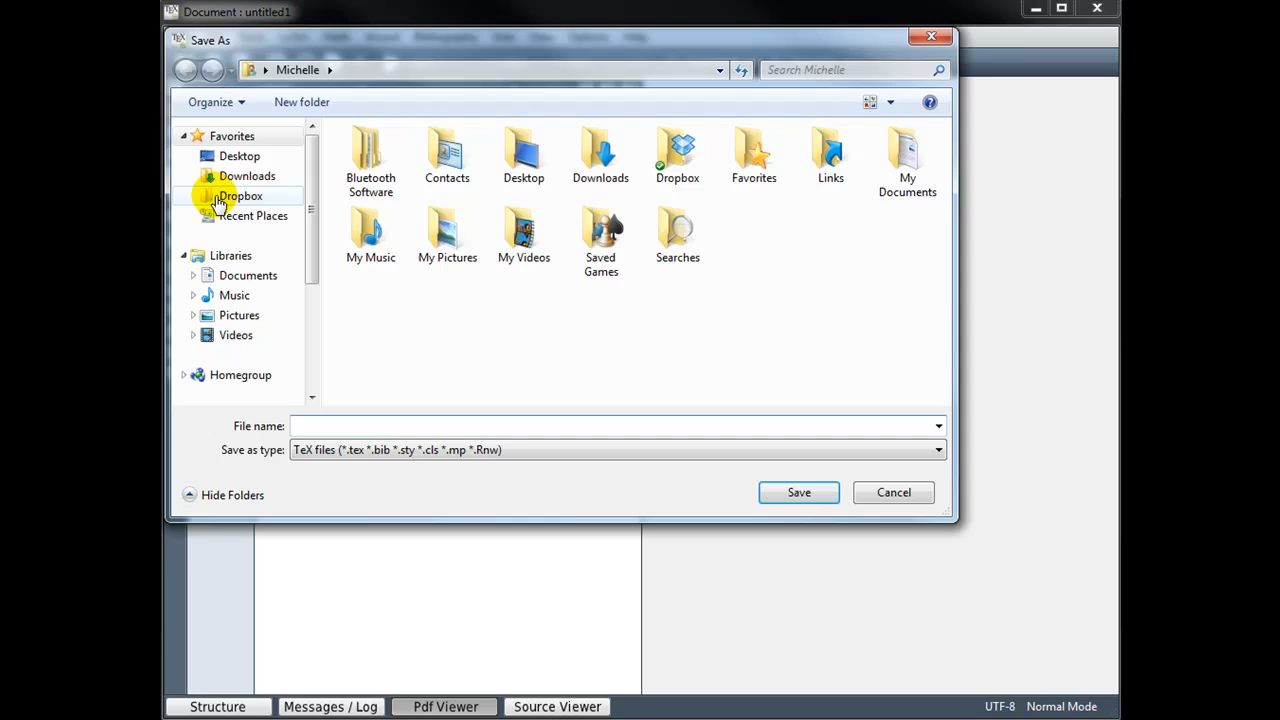 Document : untitled1
Save As
Michelle
Search Michelle
Organize
New folder
Favorites
Desktop
Downloads
Dropbox
Recent Places
Libraries
Documents
Music
Pictures
Videos
Homegroup
Bluetooth Software
Contacts
Desktop
Downloads
Dropbox
Favorites
Links
My Documents
My Music
My Pictures
My Videos
Saved Games
Searches
File name:
Save as type: TeX files (*.tex *.bib *.sty *.cls *.mp *.Rnw)
Hide Folders
Save
Cancel
Structure
Messages / Log
Pdf Viewer
Source Viewer
UTF-8
Normal Mode